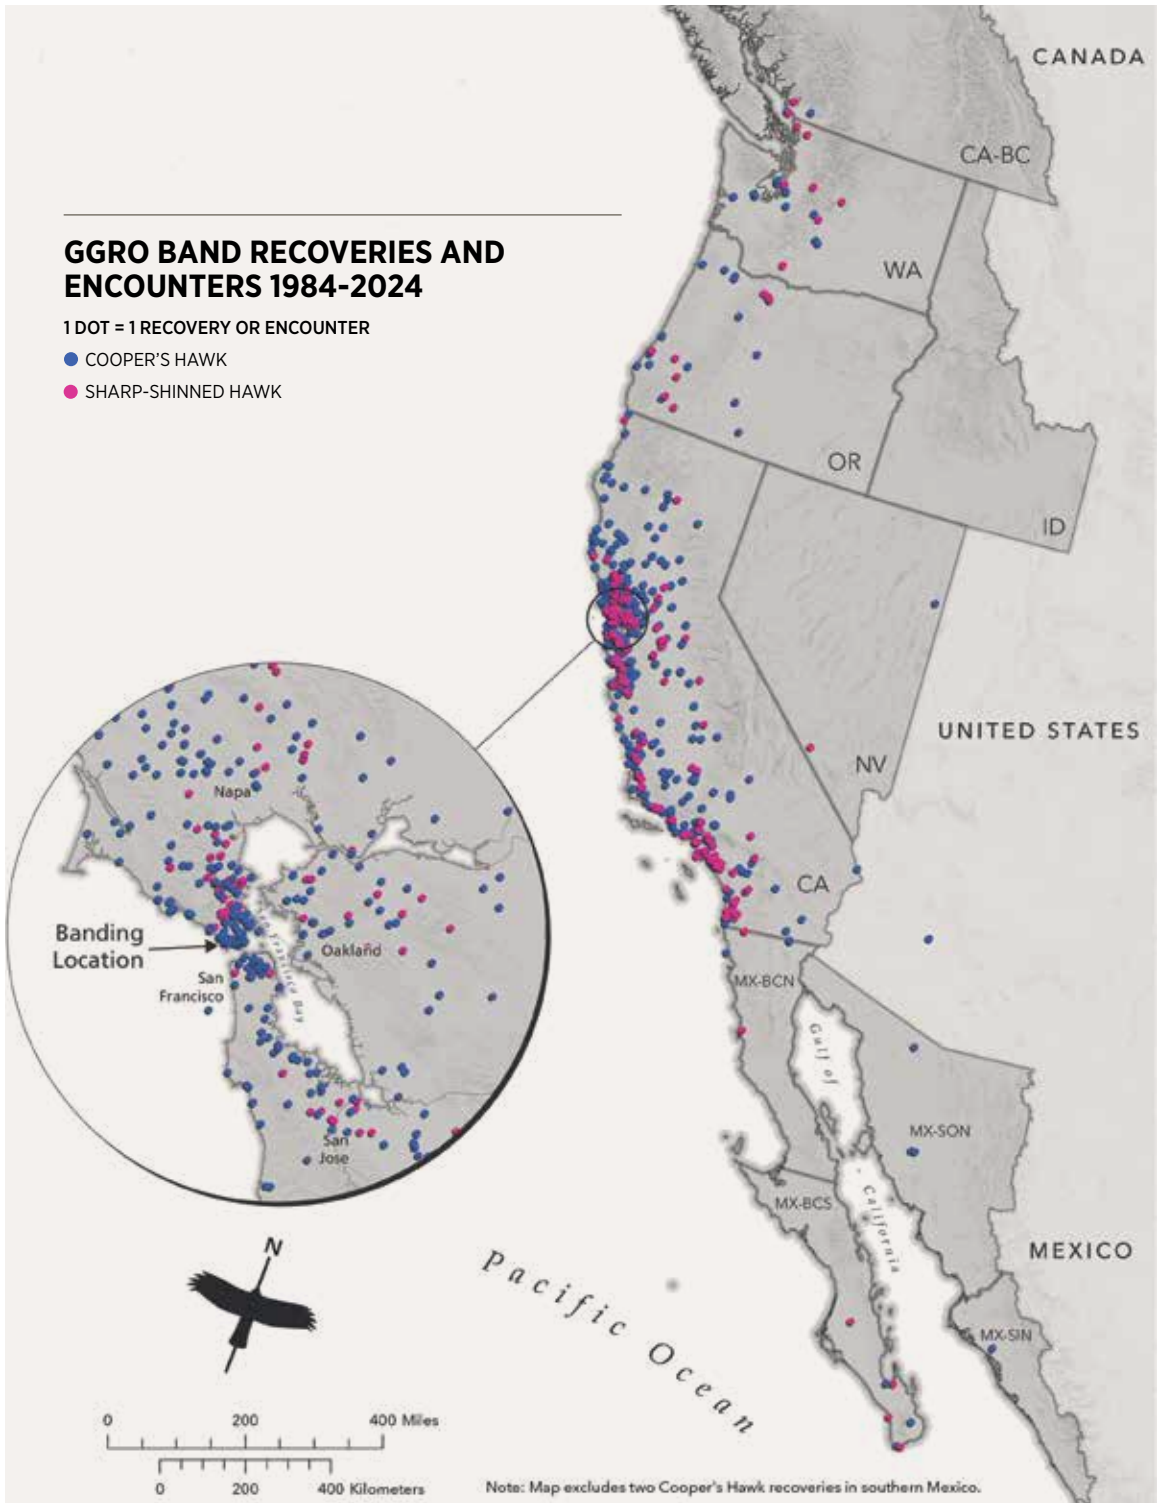 CANADA
CA-BC
GGRO BAND RECOVERIES AND
ENCOUNTERS 1984-2024
1 DOT = 1 RECOVERY OR ENCOUNTER
COOPER'S HAWK
SHARP-SHINNED HAWK
WA
OR
ID
UNITED STATES
NV
CA
Napa
Banding
Location
San Francisco Bay
Oakland
San
Francisco
San
Jose
MX-BCN
Gulf of
California
MX-SON
MX-BCS
MEXICO
MX-SIN
N
Pacific Ocean
0 200 400 Miles
0 200 400 Kilometers
Note: Map excludes two Cooper's Hawk recoveries in southern Mexico.